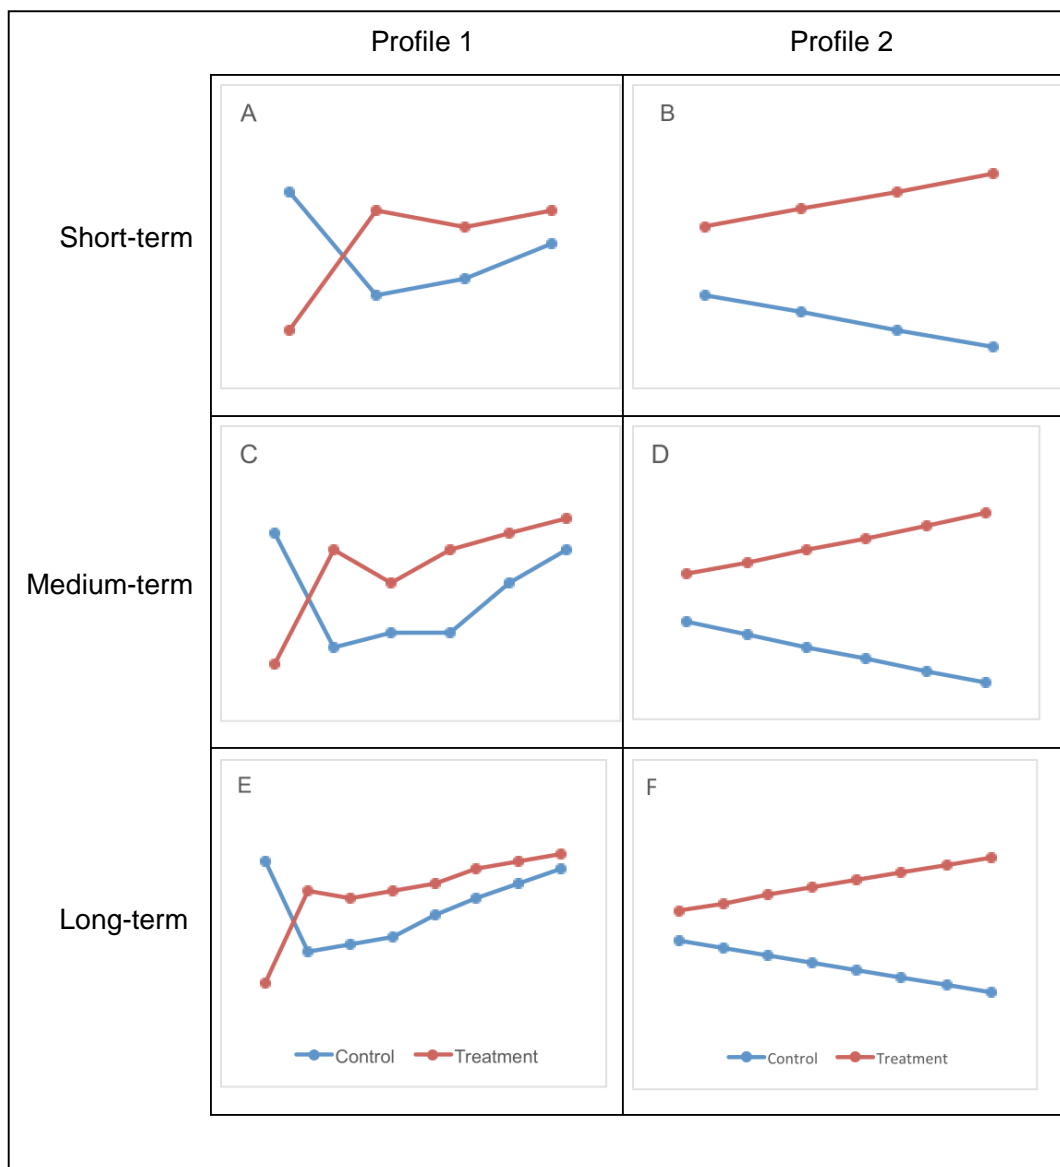 Profile 1 Profile 2
A B
Short-term
C D
Medium-term
E F
Long-term
Control Treatment Control Treatment